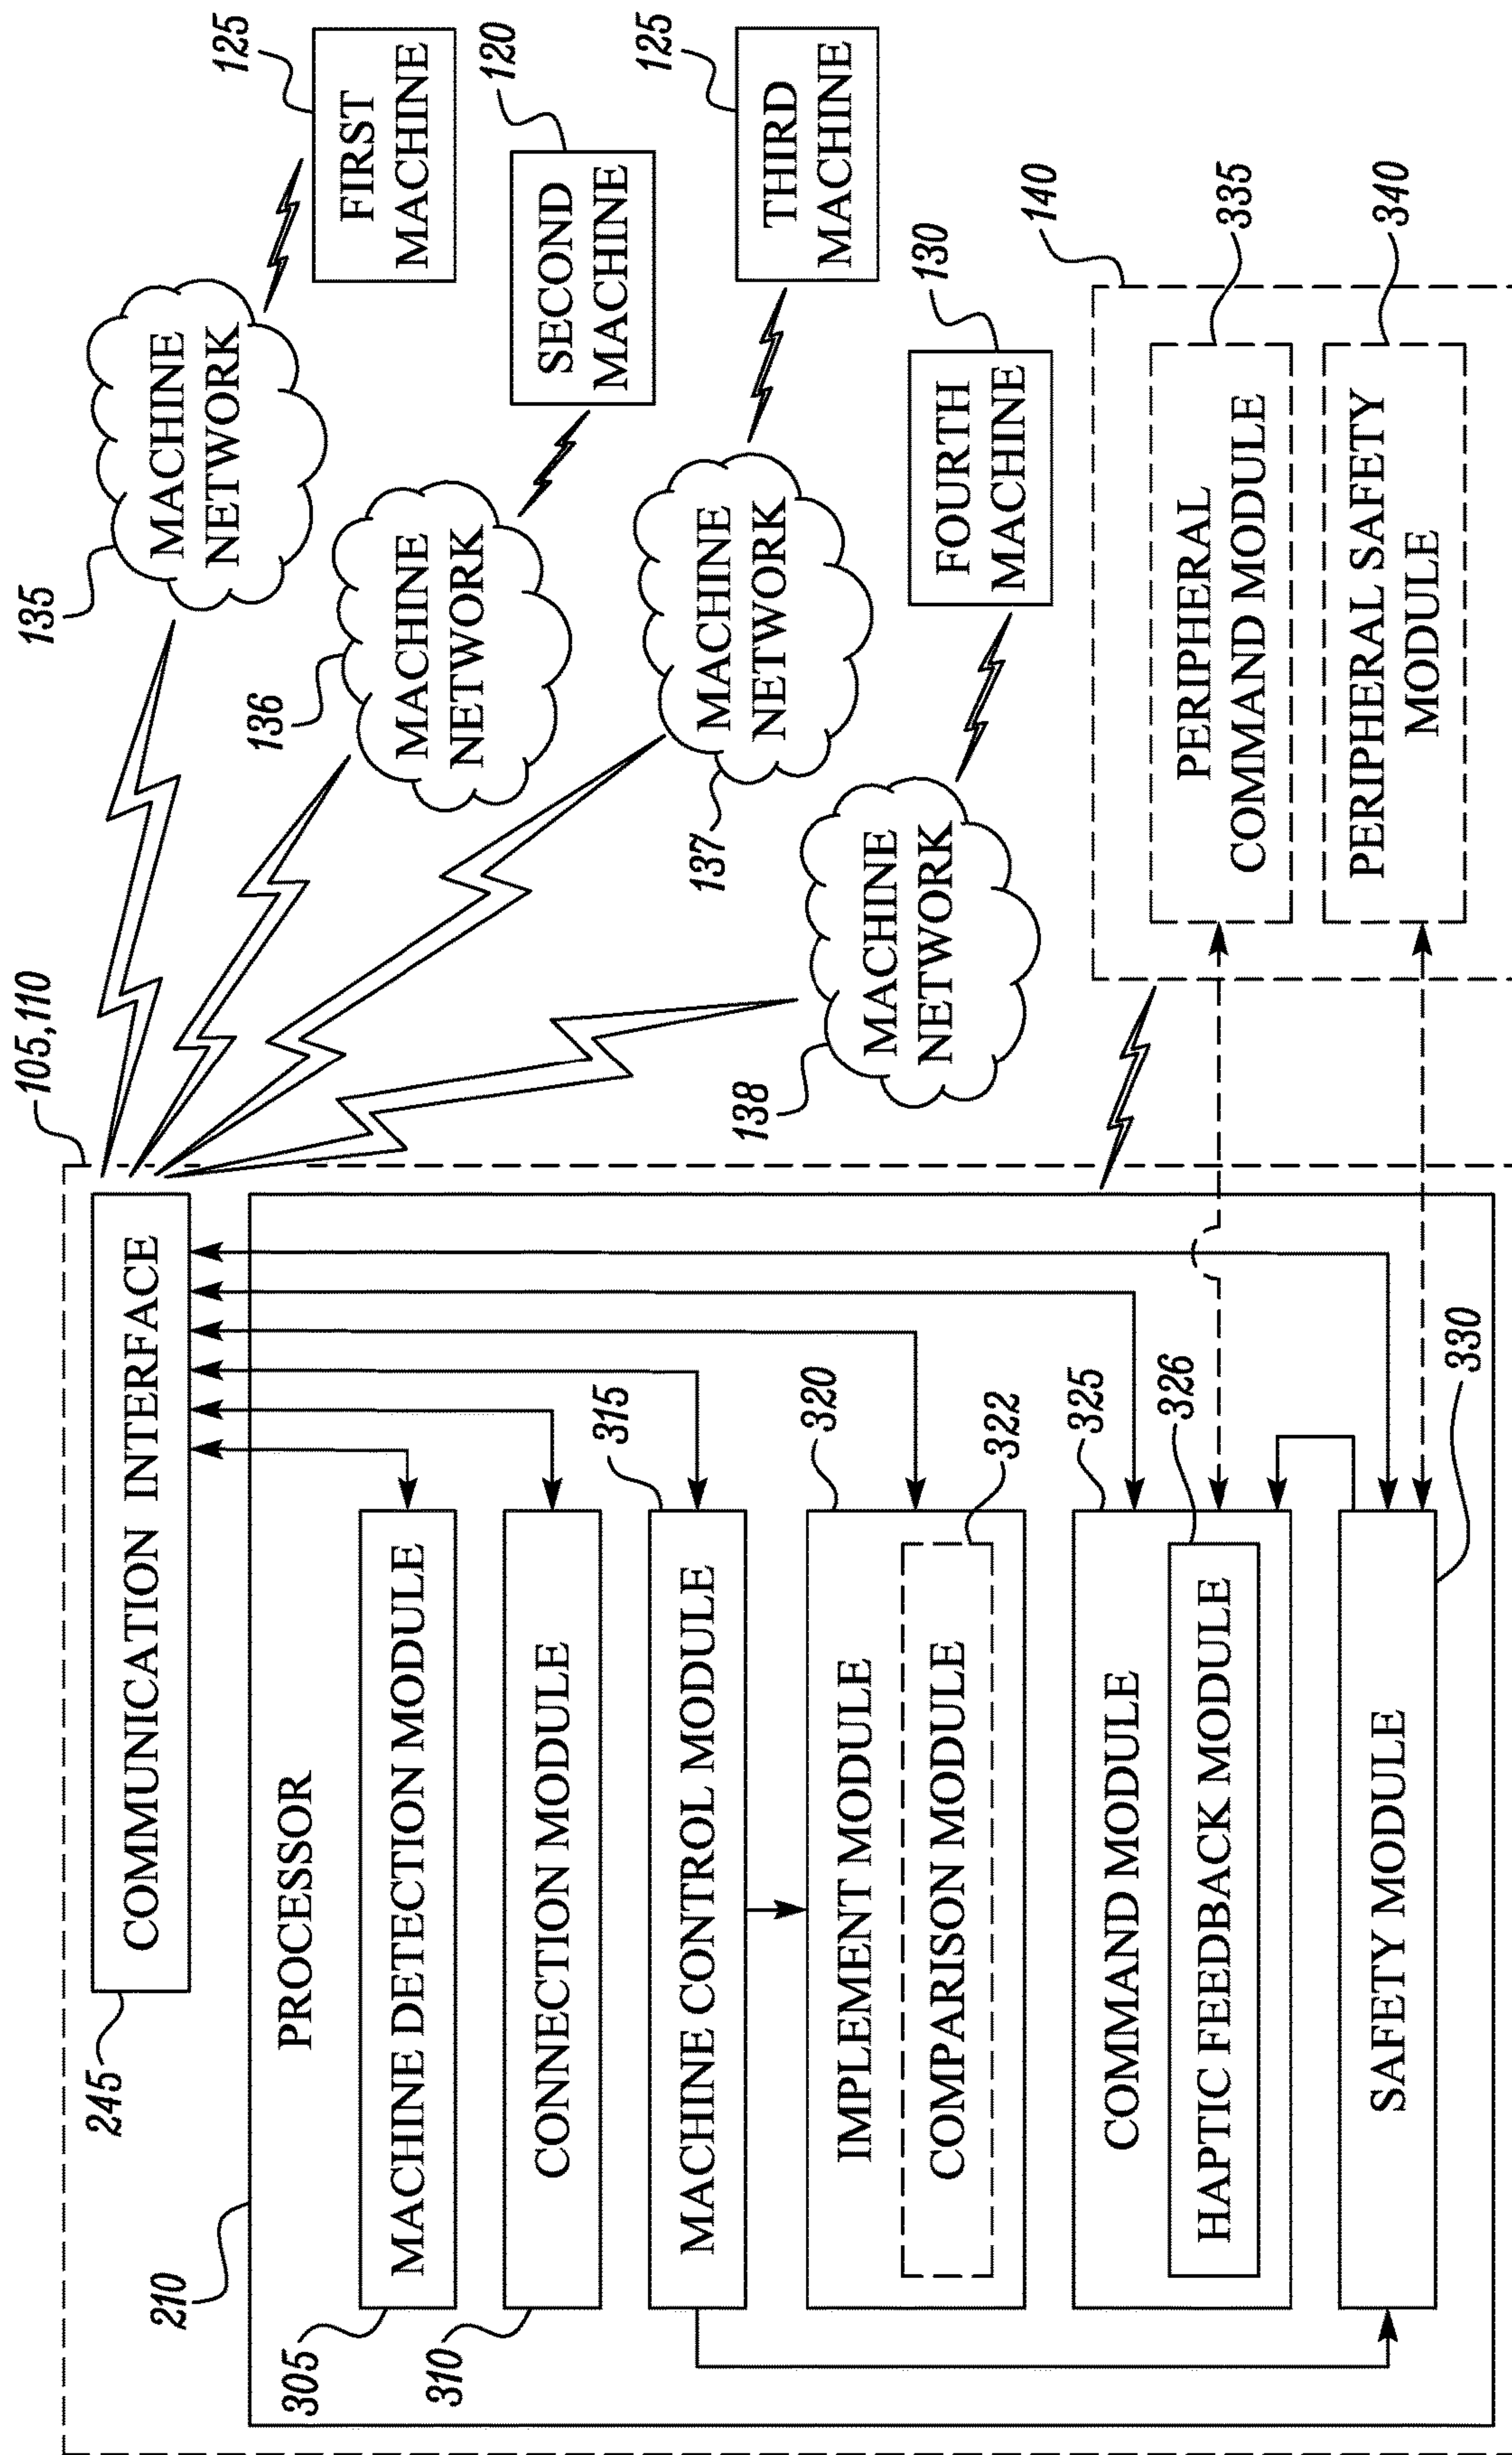 105,110
245
COMMUNICATION INTERFACE
210
PROCESSOR
305
MACHINE DETECTION MODULE
310
CONNECTION MODULE
315
MACHINE CONTROL MODULE
320
IMPLEMENT MODULE
322
COMPARISON MODULE
325
COMMAND MODULE
326
HAPTIC FEEDBACK MODULE
330
SAFETY MODULE
135
MACHINE
NETWORK
125
FIRST
MACHINE
136
MACHINE
NETWORK
120
SECOND
MACHINE
137
MACHINE
NETWORK
125
THIRD
MACHINE
138
MACHINE
NETWORK
130
FOURTH
MACHINE
140
335
PERIPHERAL
COMMAND MODULE
340
PERIPHERAL SAFETY
MODULE